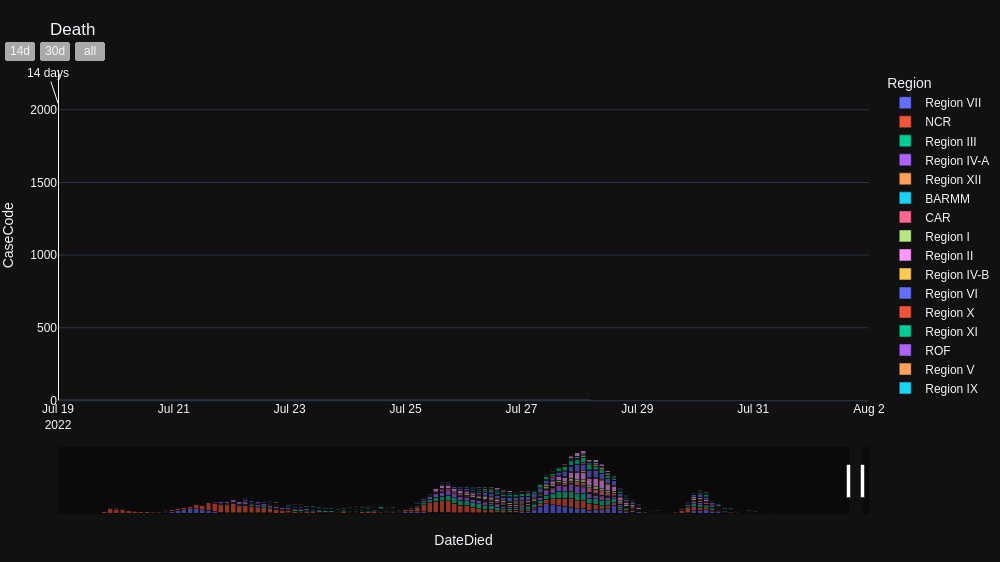 Death
14d 30d all
14 days
2000
1500
1000
500
0
CaseCode
Jul 19 Jul 21 Jul 23 Jul 25 Jul 27 Jul 29 Jul 31 Aug 2
2022
DateDied
Region
Region VII
NCR
Region III
Region IV-A
Region XII
BARMM
CAR
Region I
Region II
Region IV-B
Region VI
Region X
Region XI
ROF
Region V
Region IX